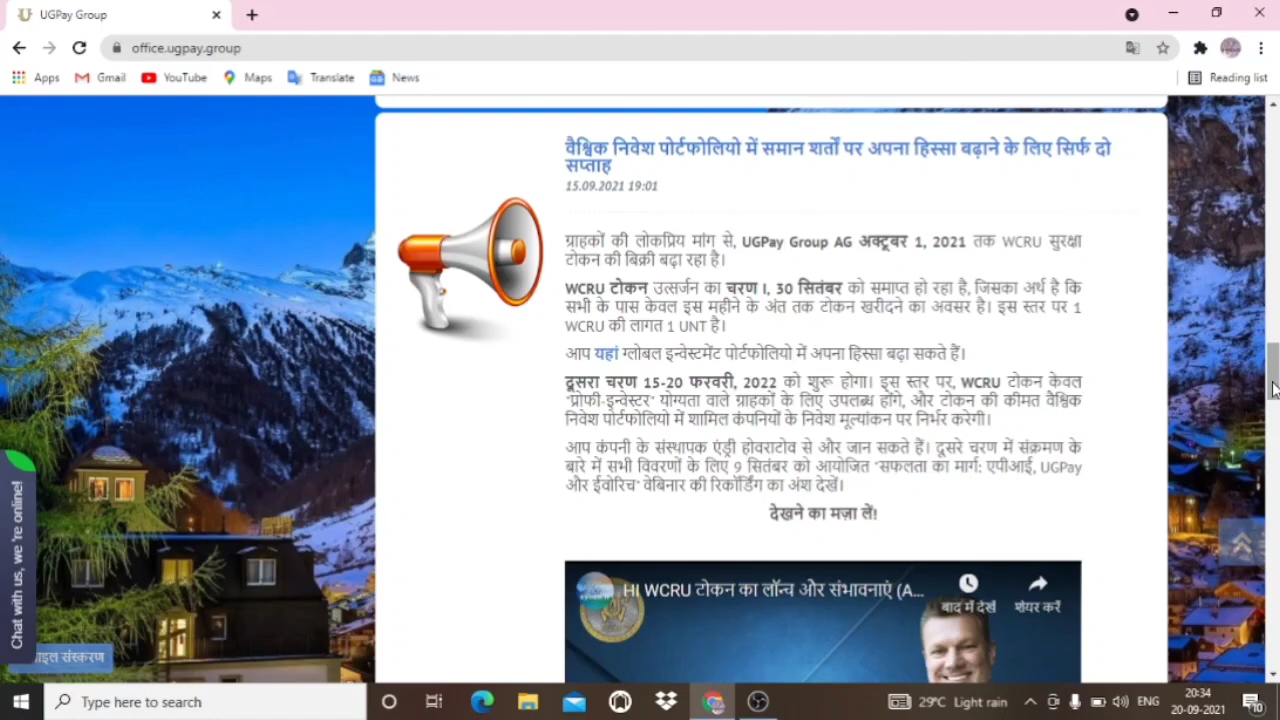 UGPay Group
office.ugpay.group
Apps Gmail YouTube Maps Translate News Reading list
वैश्विक निवेश पोर्टफोलियो में समान शर्तों पर अपना हिस्सा बढ़ाने के लिए सिर्फ दो
सप्ताह
15.09.2021 19:01
ग्राहकों की लोकप्रिय मांग से, UGPay Group AG अक्टूबर 1, 2021 तक WCRU सुरक्षा
टोकन की बिक्री बढ़ा रहा है।
WCRU टोकन उत्सर्जन का चरण I, 30 सितंबर को समाप्त हो रहा है, जिसका अर्थ है कि
सभी के पास केवल इस महीने के अंत तक टोकन खरीदने का अवसर है। इस स्तर पर 1
WCRU की लागत 1 UNT है।
आप यहां ग्लोबल इन्वेस्टमेंट पोर्टफोलियो में अपना हिस्सा बढ़ा सकते हैं।
दूसरा चरण 15-20 फरवरी, 2022 को शुरू होगा। इस स्तर पर, WCRU टोकन केवल
"प्रोफी-इन्वेस्टर" योग्यता वाले ग्राहकों के लिए उपलब्ध होंगे, और टोकन की कीमत वैश्विक
निवेश पोर्टफोलियो में शामिल कंपनियों के निवेश मूल्यांकन पर निर्भर करेगी।
आप कंपनी के संस्थापक एंड्री होवराटोव से और जान सकते हैं। दूसरे चरण में संक्रमण के
बारे में सभी विवरणों के लिए 9 सितंबर को आयोजित "सफलता का मार्ग: एपीआई, UGPay
और ईवोरिच" वेबिनार की रिकॉर्डिंग का अंश देखें।
देखने का मज़ा लें!
HI WCRU टोकन का लॉन्च और संभावनाएं (A...
बाद में देखें शेयर करें
Chat with us, we're online!
ाइल संस्करण
Type here to search
29°C Light rain
ENG
20:34
20-09-2021
10